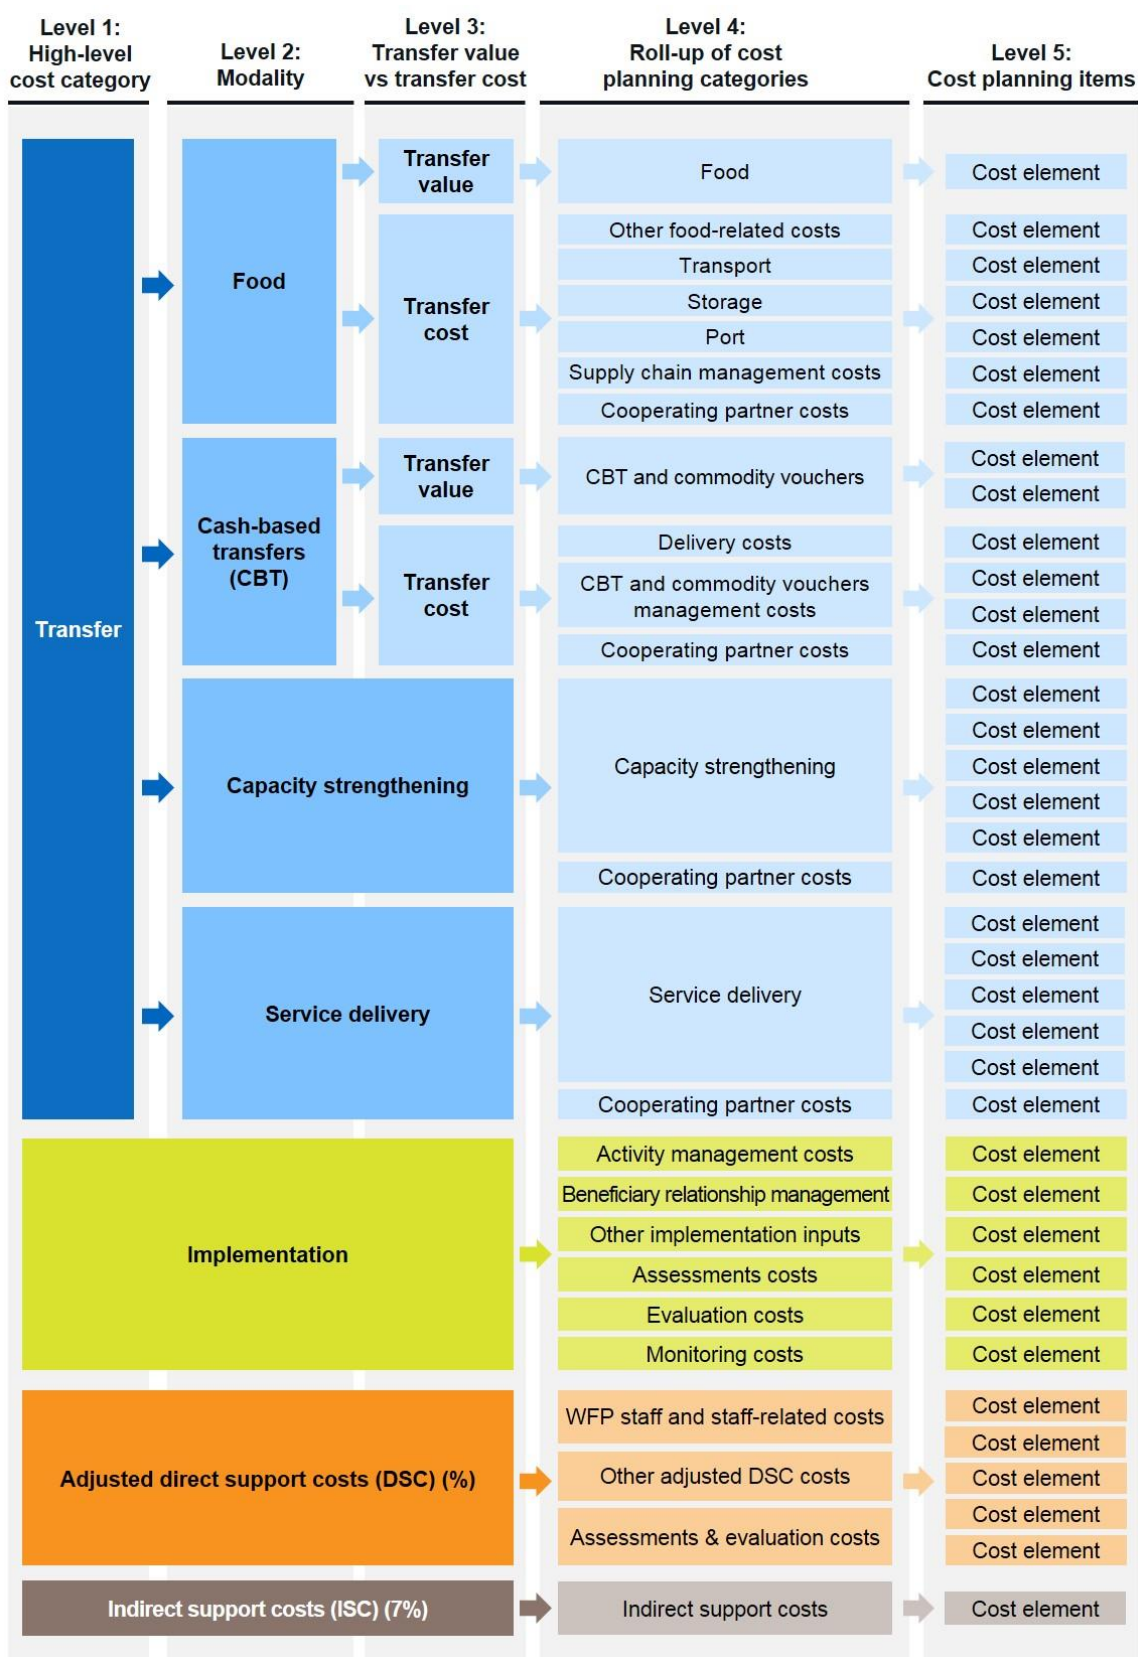 Level 1:
High-level
cost category
Level 2:
Modality
Level 3:
Transfer value
vs transfer cost
Level 4:
Roll-up of cost
planning categories
Level 5:
Cost planning items
Transfer
Food
Transfer
value
Food
Cost element
Transfer
cost
Other food-related costs
Cost element
Transport
Cost element
Storage
Cost element
Port
Cost element
Supply chain management costs
Cost element
Cooperating partner costs
Cost element
Cash-based
transfers
(CBT)
Transfer
value
CBT and commodity vouchers
Cost element
Cost element
Transfer
cost
Delivery costs
Cost element
CBT and commodity vouchers
management costs
Cost element
Cost element
Cooperating partner costs
Cost element
Capacity strengthening
Capacity strengthening
Cost element
Cost element
Cost element
Cost element
Cost element
Cooperating partner costs
Cost element
Service delivery
Service delivery
Cost element
Cost element
Cost element
Cost element
Cost element
Cooperating partner costs
Cost element
Implementation
Activity management costs
Cost element
Beneficiary relationship management
Cost element
Other implementation inputs
Cost element
Assessments costs
Cost element
Evaluation costs
Cost element
Monitoring costs
Cost element
Adjusted direct support costs (DSC) (%)
WFP staff and staff-related costs
Cost element
Cost element
Other adjusted DSC costs
Cost element
Assessments & evaluation costs
Cost element
Cost element
Indirect support costs (ISC) (7%)
Indirect support costs
Cost element